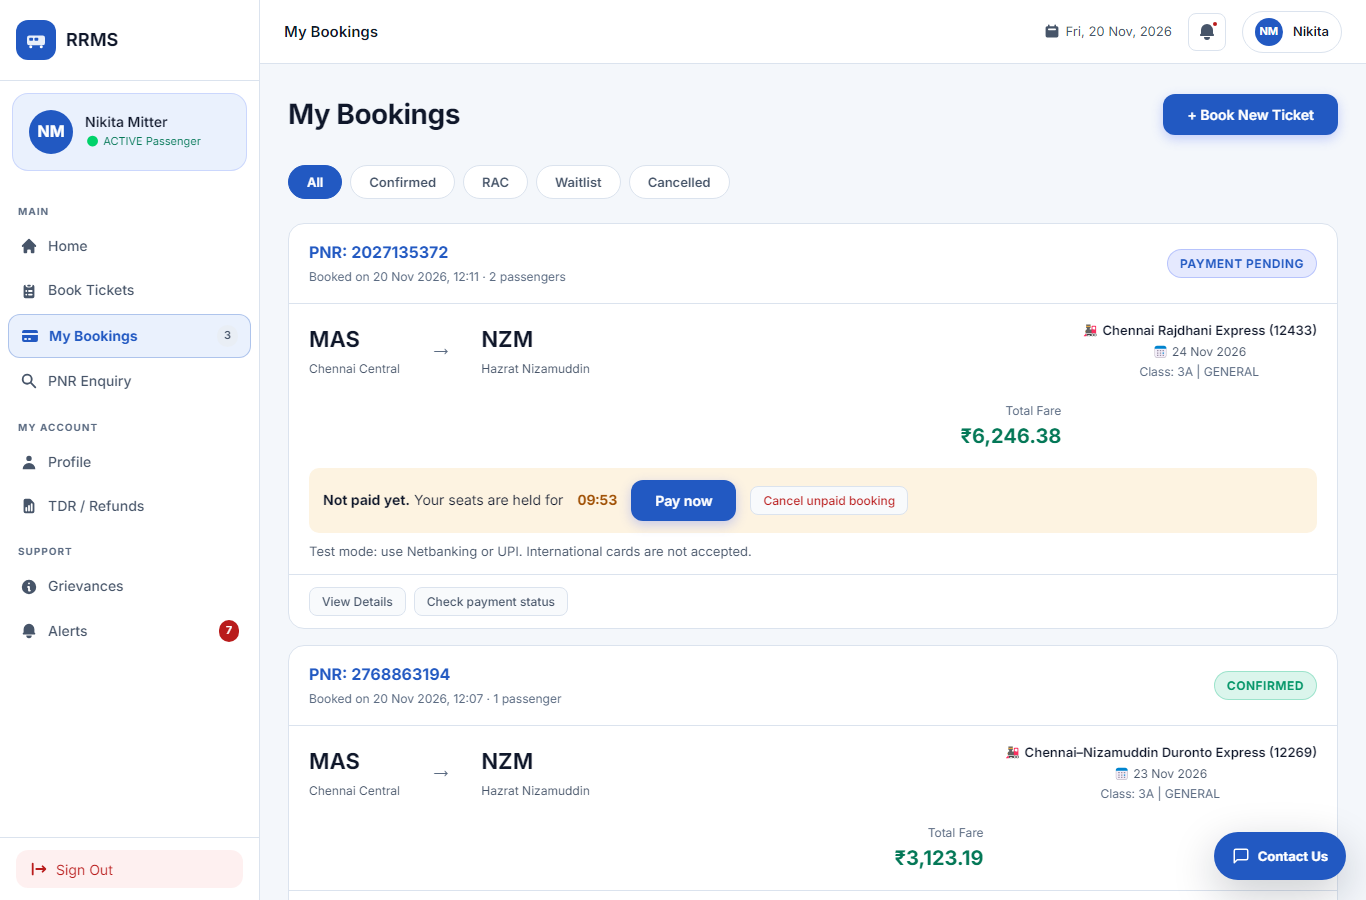 RRMS
My Bookings
Fri, 20 Nov, 2026
NM
Nikita
NM
Nikita Mitter
ACTIVE Passenger
MAIN
Home
Book Tickets
My Bookings
3
PNR Enquiry
MY ACCOUNT
Profile
TDR / Refunds
SUPPORT
Grievances
Alerts
7
Sign Out
My Bookings
+ Book New Ticket
All
Confirmed
RAC
Waitlist
Cancelled
PNR: 2027135372
Booked on 20 Nov 2026, 12:11 · 2 passengers
PAYMENT PENDING
MAS
Chennai Central
→
NZM
Hazrat Nizamuddin
Chennai Rajdhani Express (12433)
24 Nov 2026
Class: 3A | GENERAL
Total Fare
₹6,246.38
Not paid yet. Your seats are held for 09:53
Pay now
Cancel unpaid booking
Test mode: use Netbanking or UPI. International cards are not accepted.
View Details
Check payment status
PNR: 2768863194
Booked on 20 Nov 2026, 12:07 · 1 passenger
CONFIRMED
MAS
Chennai Central
→
NZM
Hazrat Nizamuddin
Chennai–Nizamuddin Duronto Express (12269)
23 Nov 2026
Class: 3A | GENERAL
Total Fare
₹3,123.19
Contact Us